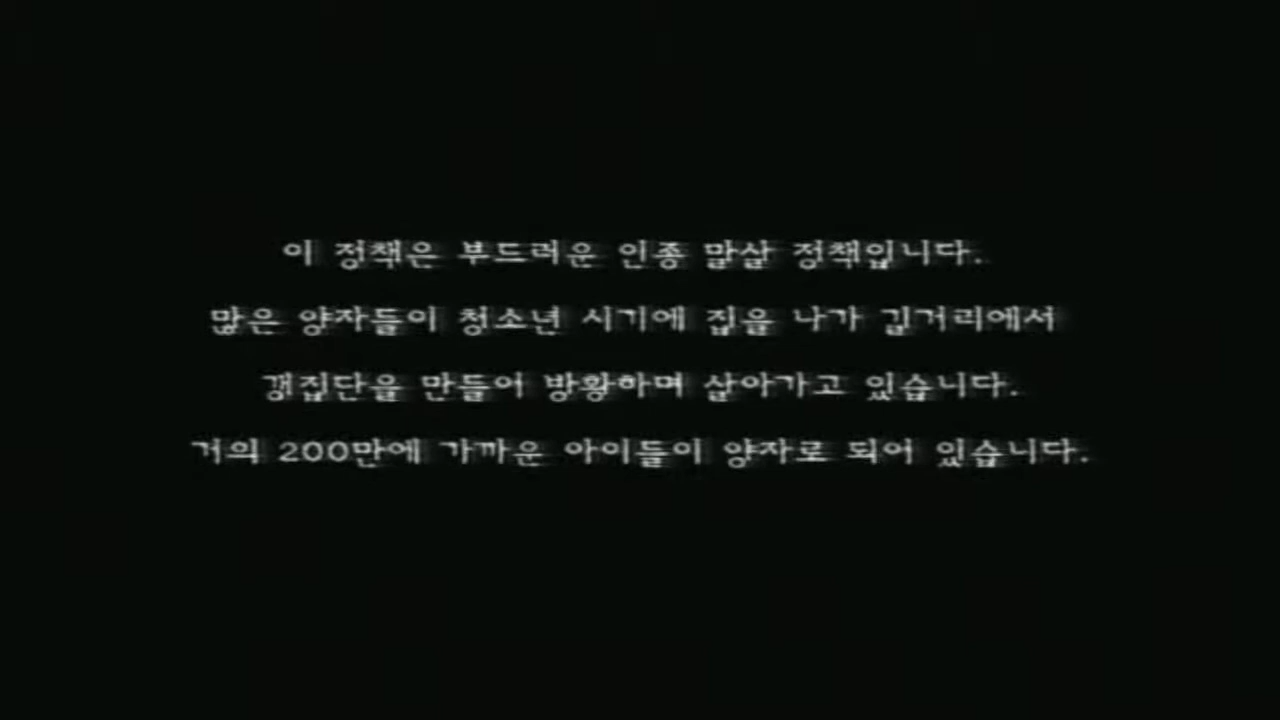 이 정책은 부드러운 인종 말살 정책입니다.
많은 양자들이 청소년 시기에 집을 나가 길거리에서
갱집단을 만들어 방황하며 살아가고 있습니다.
거의 200만에 가까운 아이들이 양자로 되어 있습니다.